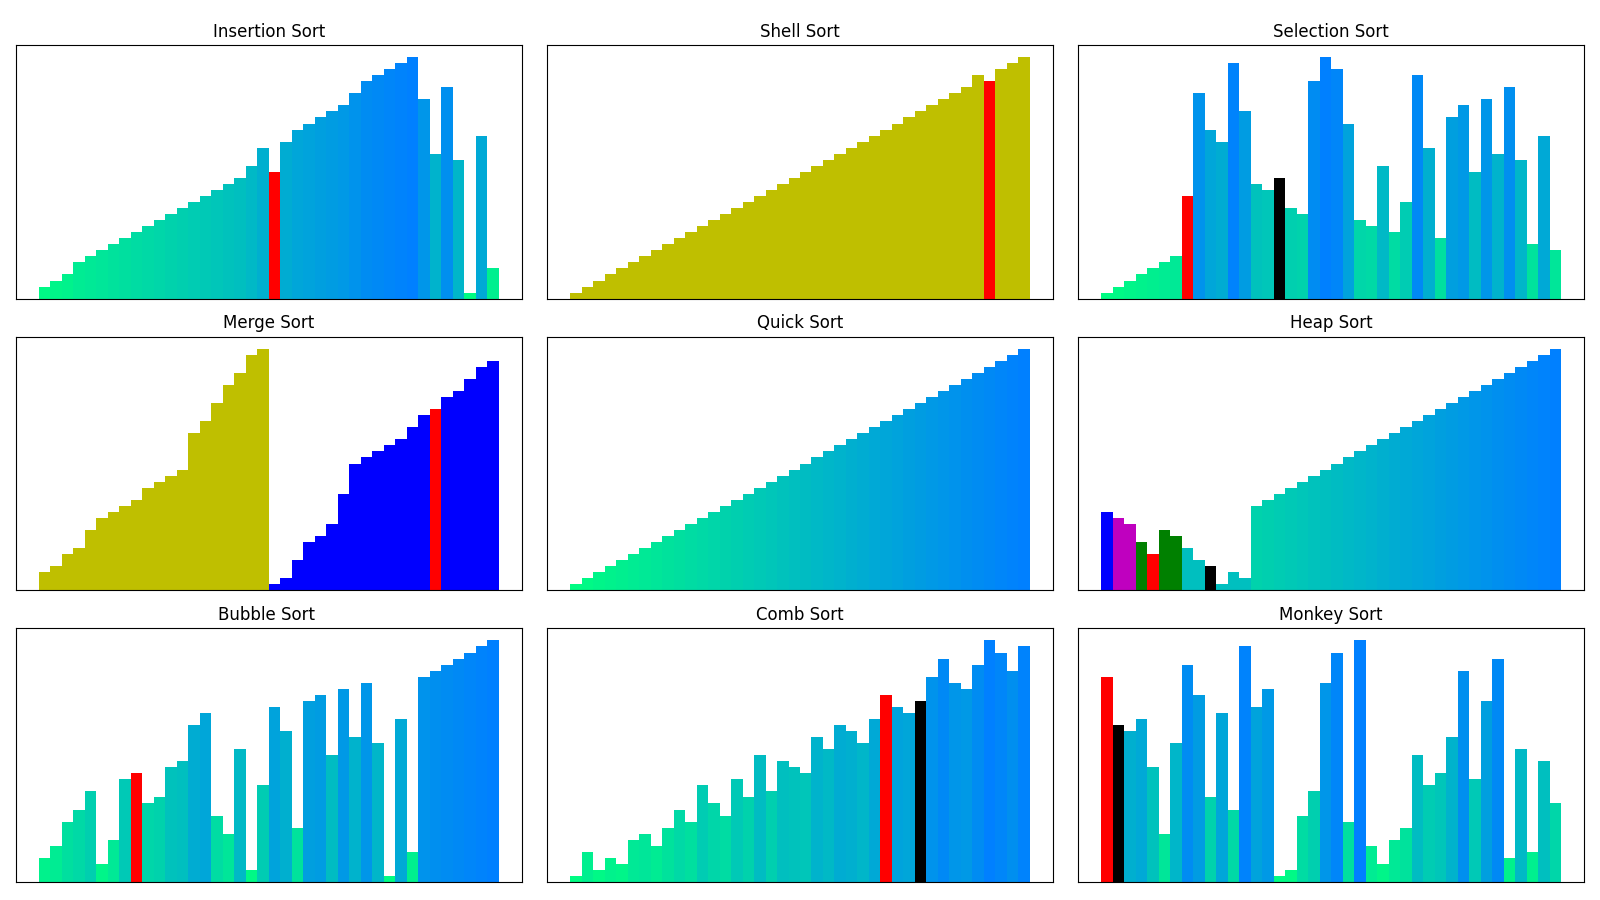 Insertion Sort
Shell Sort
Selection Sort
Merge Sort
Quick Sort
Heap Sort
Bubble Sort
Comb Sort
Monkey Sort